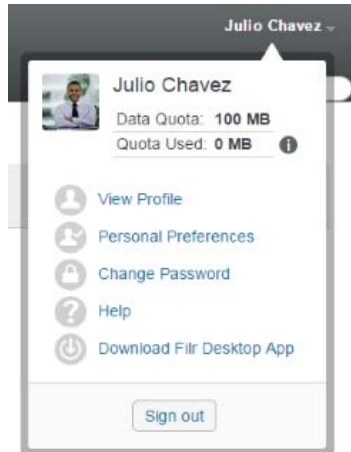 Julio Chavez
Julio Chavez
Data Quota: 100 MB
Quota Used: 0 MB
View Profile
Personal Preferences
Change Password
Help
Download Filr Desktop App
Sign out